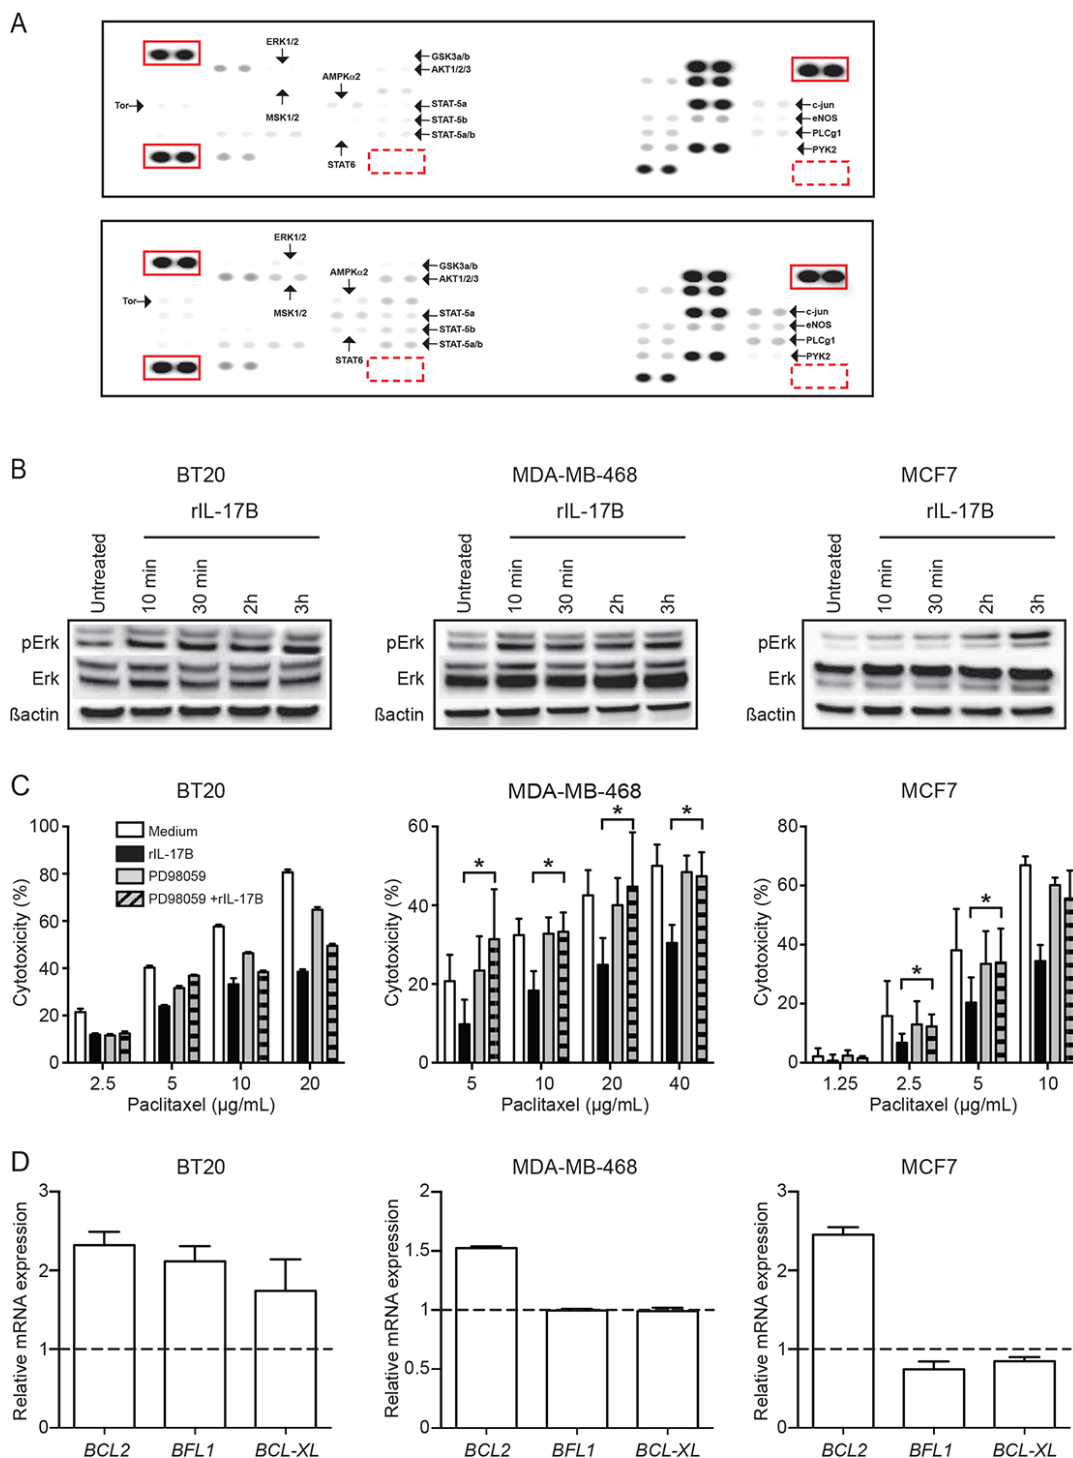 A
ERK1/2
GSK3a/b
AKT1/2/3
AMPKα2
Tor
MSK1/2
STAT-5a
STAT-5b
STAT-5a/b
STAT6
c-jun
eNOS
PLCg1
PYK2
ERK1/2
GSK3a/b
AMPKα2
AKT1/2/3
Tor
MSK1/2
STAT-5a
STAT-5b
STAT-5a/b
STAT6
c-jun
eNOS
PLCg1
PYK2
B
BT20
rIL-17B
Untreated
10 min
30 min
2h
3h
pErk
Erk
ßactin
MDA-MB-468
rIL-17B
Untreated
10 min
30 min
2h
3h
pErk
Erk
ßactin
MCF7
rIL-17B
Untreated
10 min
30 min
2h
3h
pErk
Erk
ßactin
C
BT20
Cytotoxicity (%)
100
80
60
40
20
0
Medium
rIL-17B
PD98059
PD98059 +rIL-17B
2.5 5 10 20
Paclitaxel (µg/mL)
MDA-MB-468
Cytotoxicity (%)
60
40
20
0
* * * *
5 10 20 40
Paclitaxel (µg/mL)
MCF7
Cytotoxicity (%)
80
60
40
20
0
* *
1.25 2.5 5 10
Paclitaxel (µg/mL)
D
BT20
Relative mRNA expression
3
2
1
0
BCL2 BFL1 BCL-XL
MDA-MB-468
Relative mRNA expression
2
1.5
1
0.5
0
BCL2 BFL1 BCL-XL
MCF7
Relative mRNA expression
3
2
1
0
BCL2 BFL1 BCL-XL